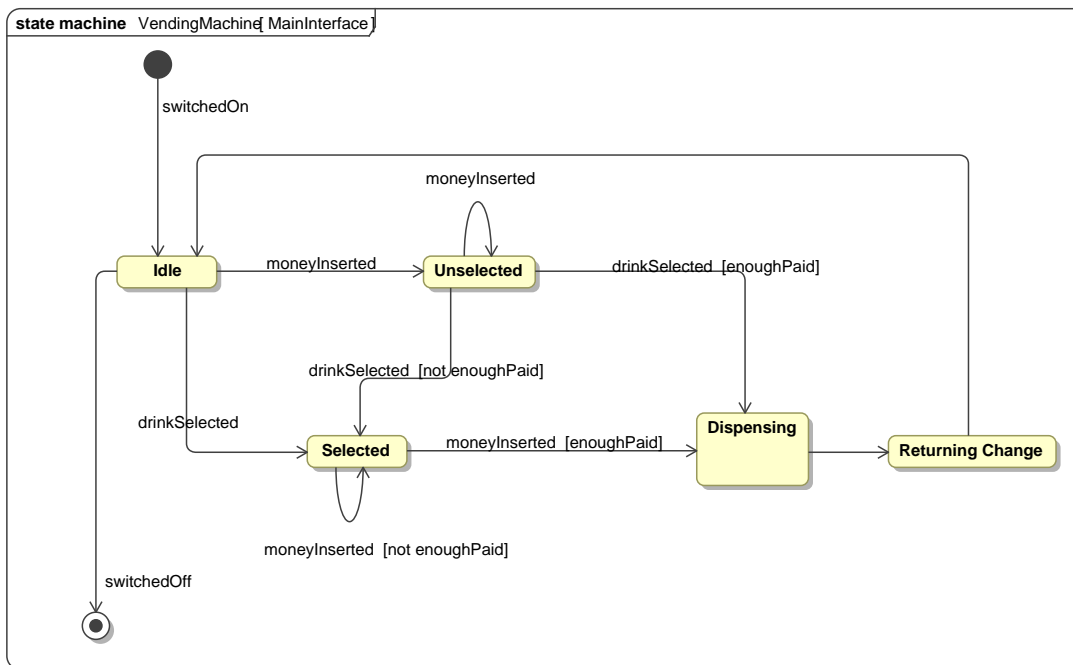 state machine VendingMachine[ MainInterface ]
switchedOn
moneyInserted
Idle
moneyInserted
Unselected
drinkSelected [enoughPaid]
drinkSelected [not enoughPaid]
drinkSelected
Selected
moneyInserted [enoughPaid]
Dispensing
Returning Change
moneyInserted [not enoughPaid]
switchedOff